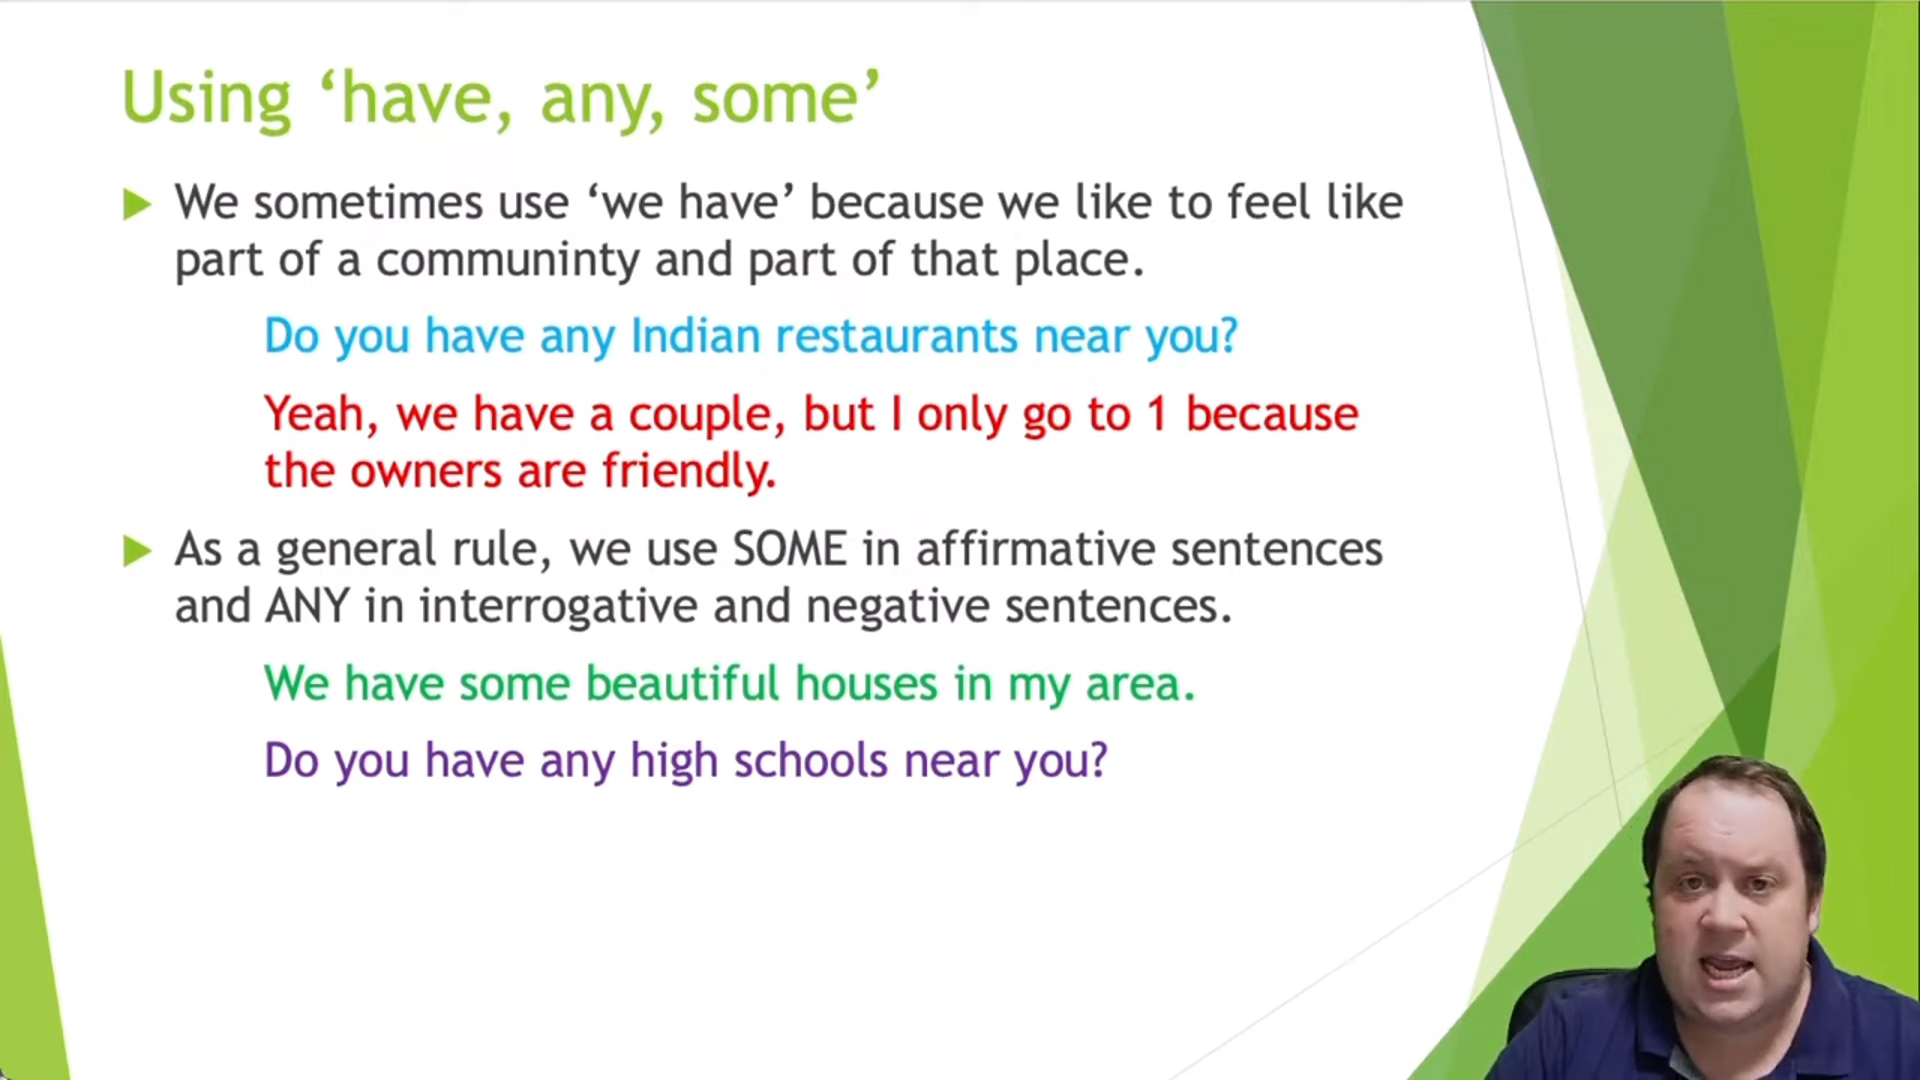 Using ‘have, any, some’
We sometimes use ‘we have’ because we like to feel like
part of a communinty and part of that place.
Do you have any Indian restaurants near you?
Yeah, we have a couple, but I only go to 1 because
the owners are friendly.
As a general rule, we use SOME in affirmative sentences
and ANY in interrogative and negative sentences.
We have some beautiful houses in my area.
Do you have any high schools near you?